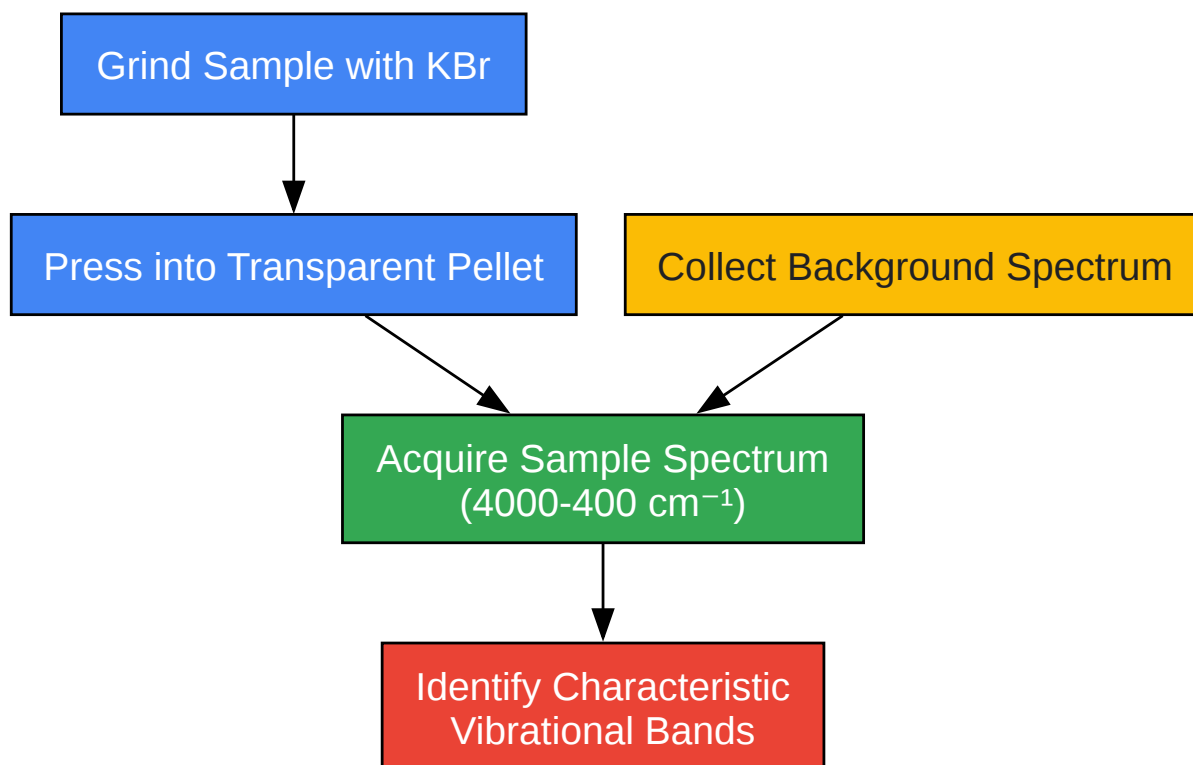 Grind Sample with KBr
Press into Transparent Pellet
Collect Background Spectrum
Acquire Sample Spectrum
(4000-400 cm⁻¹)
Identify Characteristic
Vibrational Bands